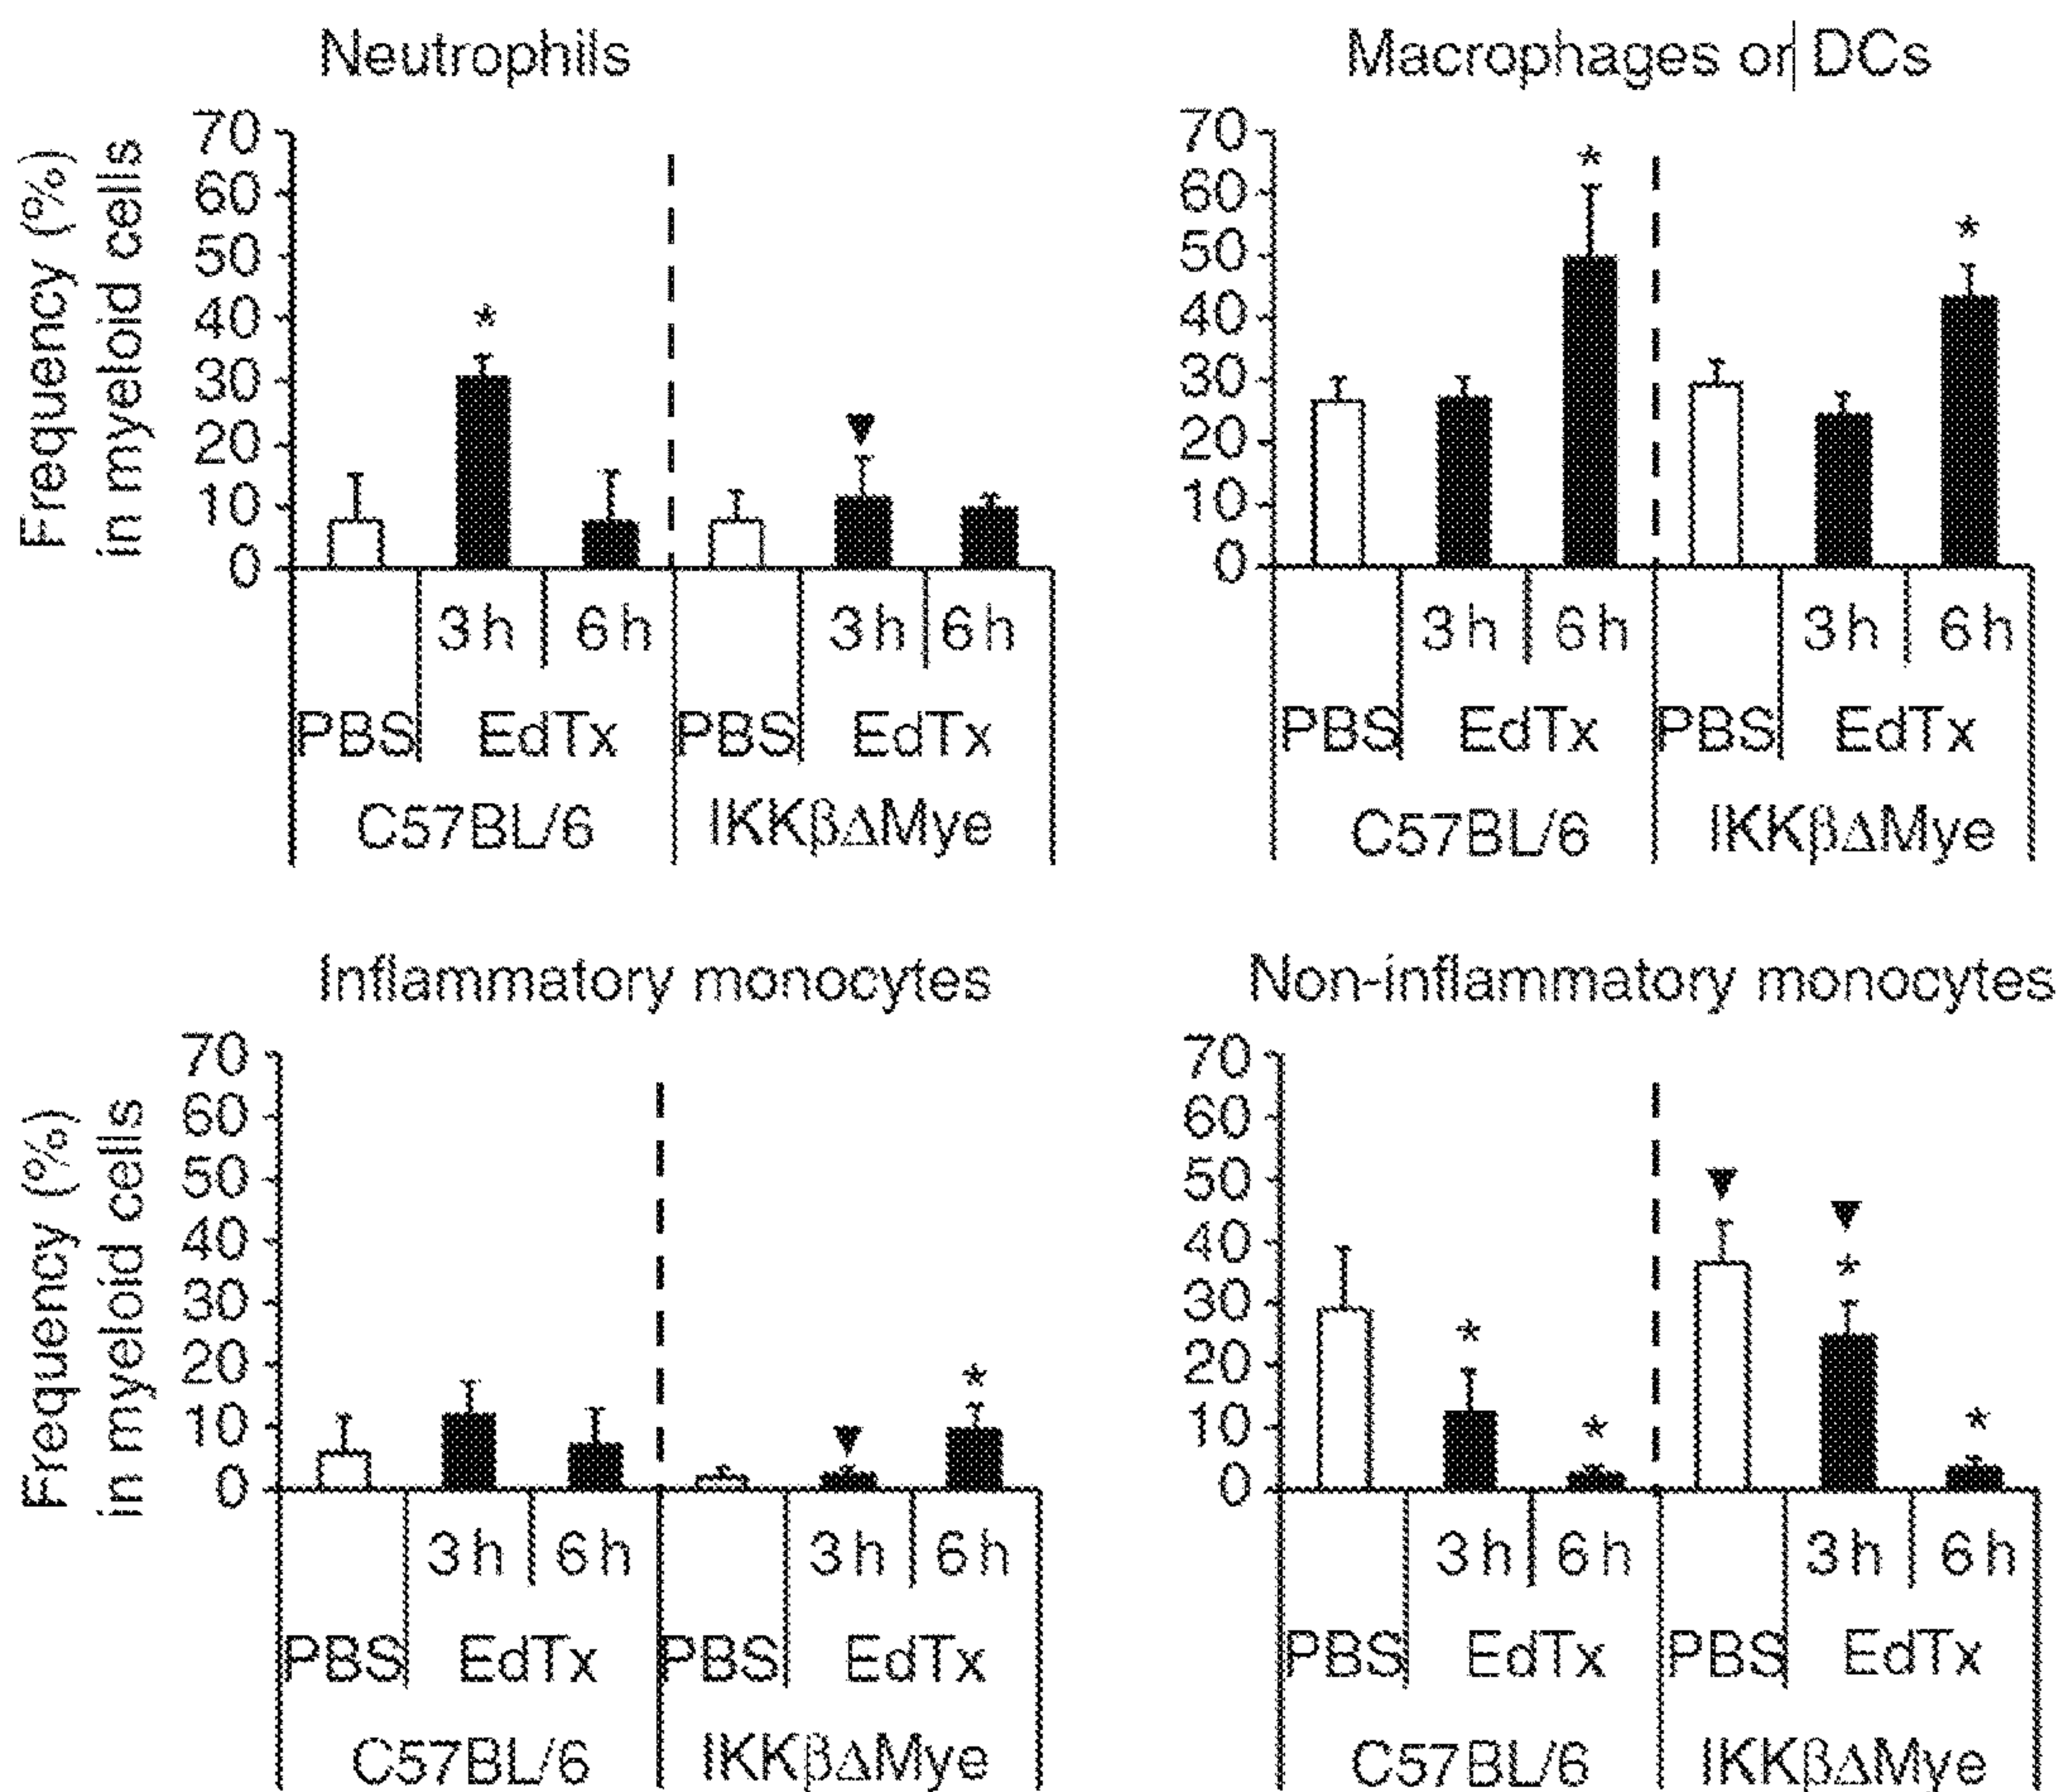 Neutrophils
Frequency (%)
in myeloid cells
70
60
50
40
30
20
10
0
*
3 h 6 h 3 h 6 h
PBS EdTx PBS EdTx
C57BL/6 IKKβΔMye
Macrophages or DCs
70
60
50
40
30
20
10
0
* *
3 h 6 h 3 h 6 h
PBS EdTx PBS EdTx
C57BL/6 IKKβΔMye
Inflammatory monocytes
Frequency (%)
in myeloid cells
70
60
50
40
30
20
10
0
*
3 h 6 h 3 h 6 h
PBS EdTx PBS EdTx
C57BL/6 IKKβΔMye
Non-inflammatory monocytes
70
60
50
40
30
20
10
0
* * * *
3 h 6 h 3 h 6 h
PBS EdTx PBS EdTx
C57BL/6 IKKβΔMye